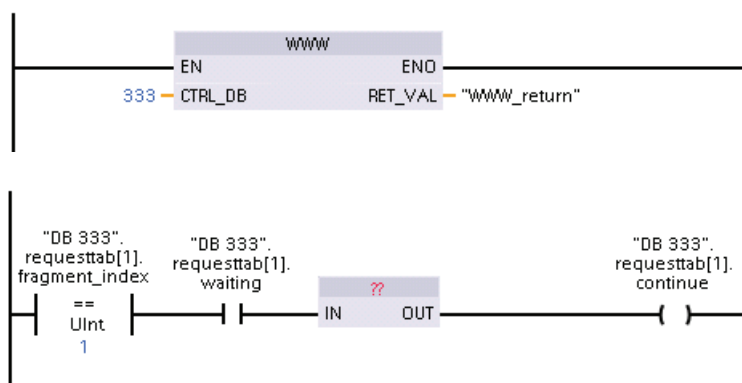 WWW
EN ENO
333 CTRL_DB RET_VAL "WWW_return"
"DB 333".
requesttab[1].
fragment_index
==
UInt
1
"DB 333".
requesttab[1].
waiting
??
IN OUT
"DB 333".
requesttab[1].
continue